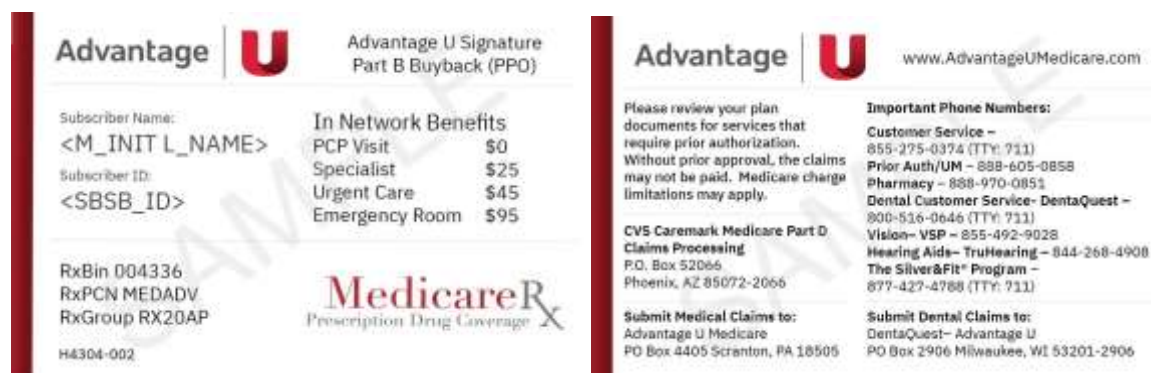 Advantage U
Advantage U Signature
Part B Buyback (PPO)
Subscriber Name:
<M_INIT L_NAME>
Subscriber ID:
<SBSB_ID>
In Network Benefits
PCP Visit $0
Specialist $25
Urgent Care $45
Emergency Room $95
RxBin 004336
RxPCN MEDADV
RxGroup RX20AP
H4304-002
MedicareRx
Prescription Drug Coverage
SAMPLE
Advantage U
www.AdvantageUMedicare.com
Please review your plan
documents for services that
require prior authorization.
Without prior approval, the claims
may not be paid. Medicare charge
limitations may apply.
CVS Caremark Medicare Part D
Claims Processing
P.O. Box 52066
Phoenix, AZ 85072-2066
Submit Medical Claims to:
Advantage U Medicare
PO Box 4405 Scranton, PA 18505
Important Phone Numbers:
Customer Service –
855-275-0374 (TTY: 711)
Prior Auth/UM – 888-605-0858
Pharmacy – 888-970-0851
Dental Customer Service- DentaQuest –
800-516-0646 (TTY: 711)
Vision– VSP – 855-492-9028
Hearing Aids– TruHearing – 844-268-4908
The Silver&Fit® Program –
877-427-4788 (TTY: 711)
Submit Dental Claims to:
DentaQuest– Advantage U
PO Box 2906 Milwaukee, WI 53201-2906
SAMPLE